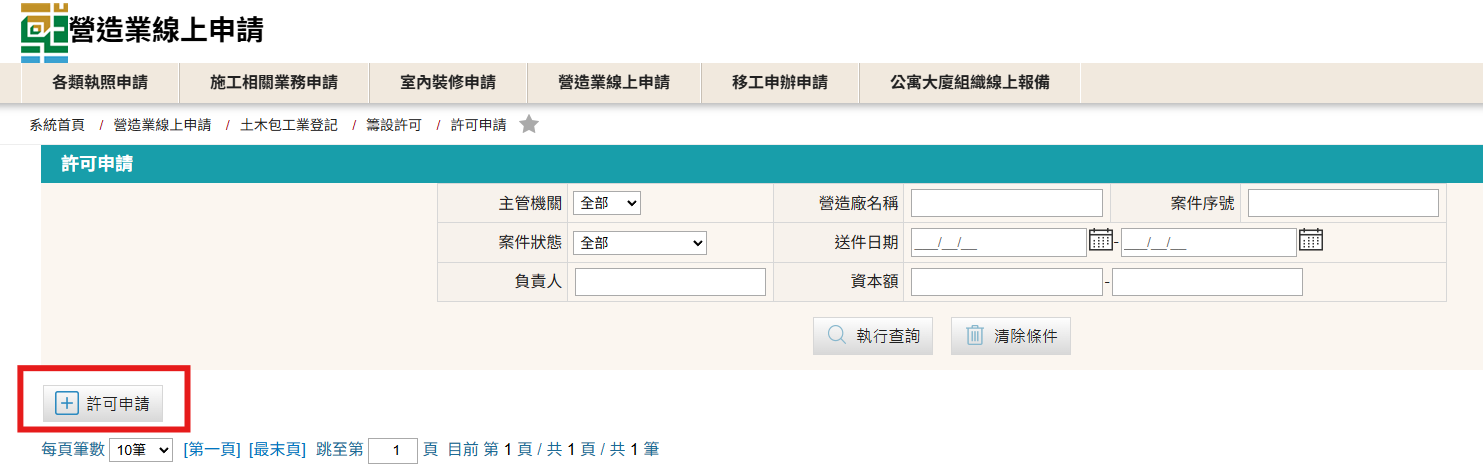 營造業線上申請
各類執照申請 施工相關業務申請 室內裝修申請 營造業線上申請 移工申辦申請 公寓大廈組織線上報備
系統首頁 / 營造業線上申請 / 土木包工業登記 / 籌設許可 / 許可申請
許可申請
主管機關 全部 營造廠名稱 案件序號
案件狀態 全部 送件日期 ___/__/__ - ___/__/__
負責人 資本額 -
執行查詢 清除條件
許可申請
每頁筆數 10筆 [第一頁] [最末頁] 跳至第 1 頁 目前 第 1 頁 / 共 1 頁 / 共 1 筆